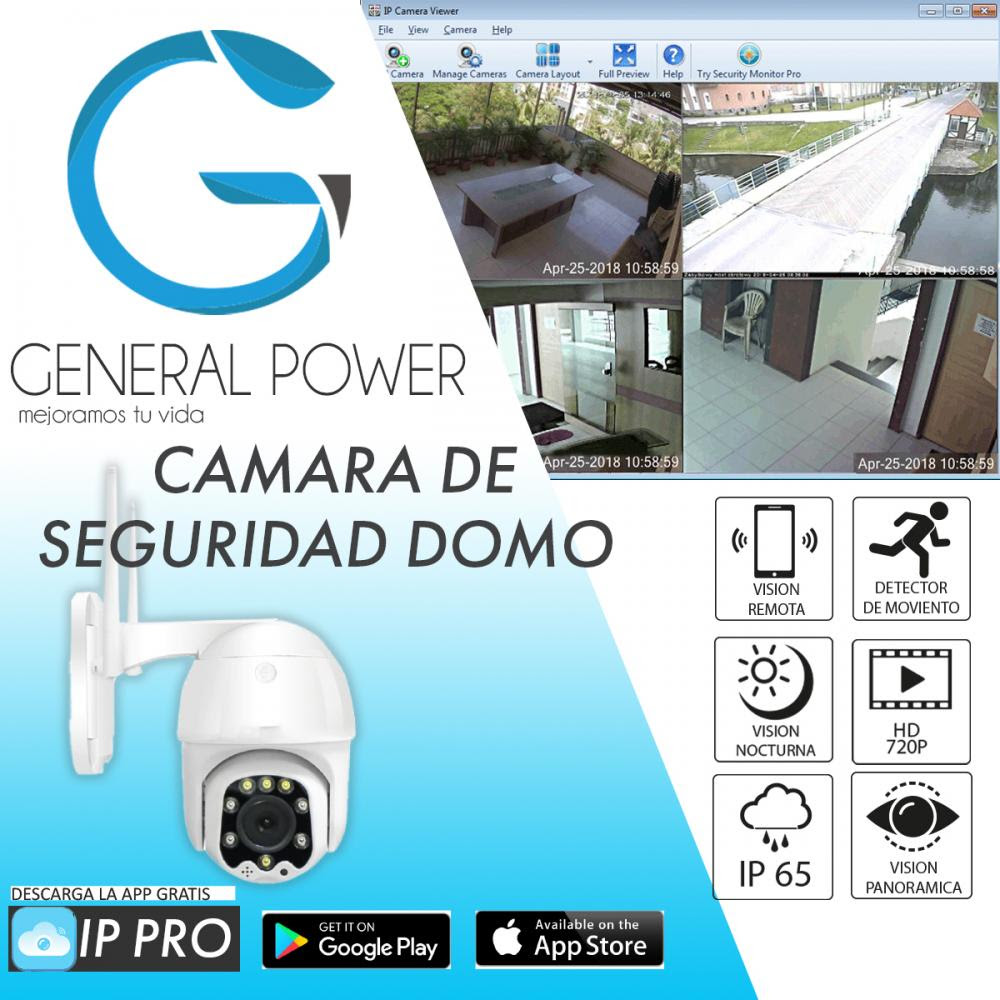 GENERAL POWER
mejoramos tu vida
CAMARA DE
SEGURIDAD DOMO
IP Camera Viewer
File View Camera Help
Camera Manage Cameras Camera Layout Full Preview Help Try Security Monitor Pro
13:14:46
Apr-25-2018 10:58:59
Apr-25-2018 10:58:58
Apr-25-2018 10:58:59
Apr-25-2018 10:58:59
VISION
REMOTA
DETECTOR
DE MOVIENTO
VISION
NOCTURNA
HD
720P
IP 65
VISION
PANORAMICA
DESCARGA LA APP GRATIS
IP PRO
GET IT ON
Google Play
Available on the
App Store